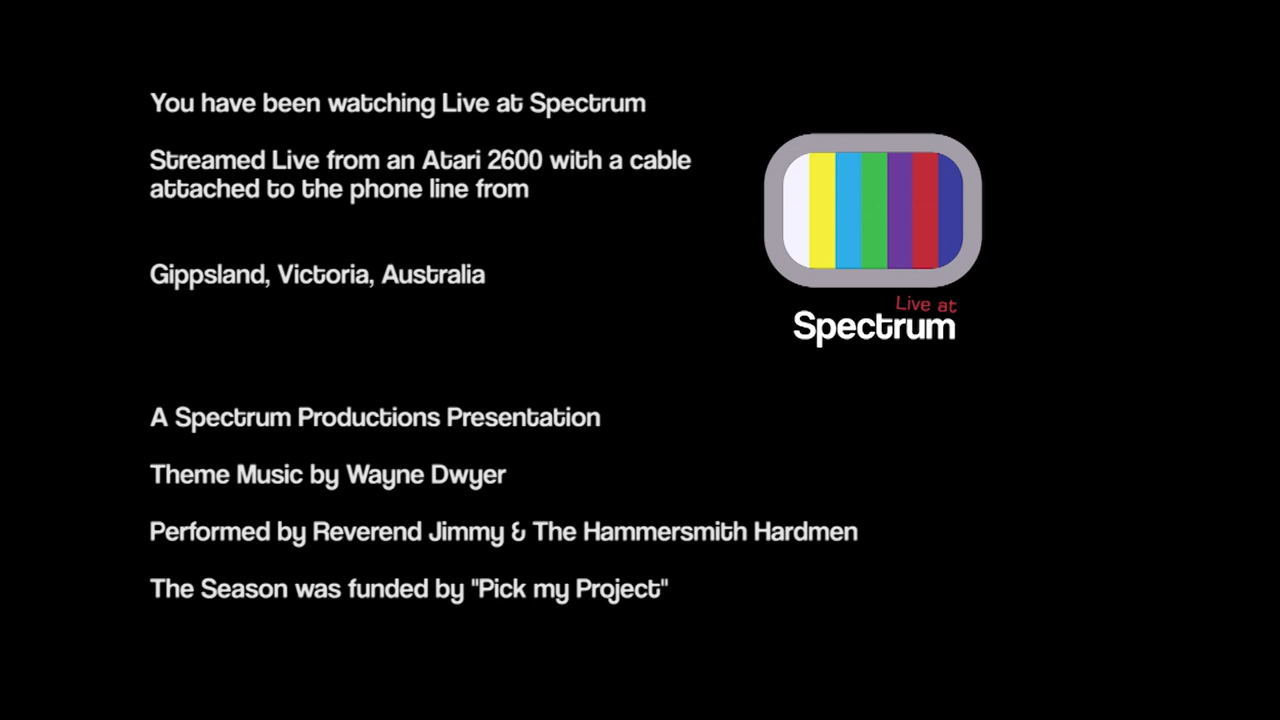 You have been watching Live at Spectrum
Streamed Live from an Atari 2600 with a cable
attached to the phone line from
Gippsland, Victoria, Australia
Live at
Spectrum
A Spectrum Productions Presentation
Theme Music by Wayne Dwyer
Performed by Reverend Jimmy & The Hammersmith Hardmen
The Season was funded by "Pick my Project"